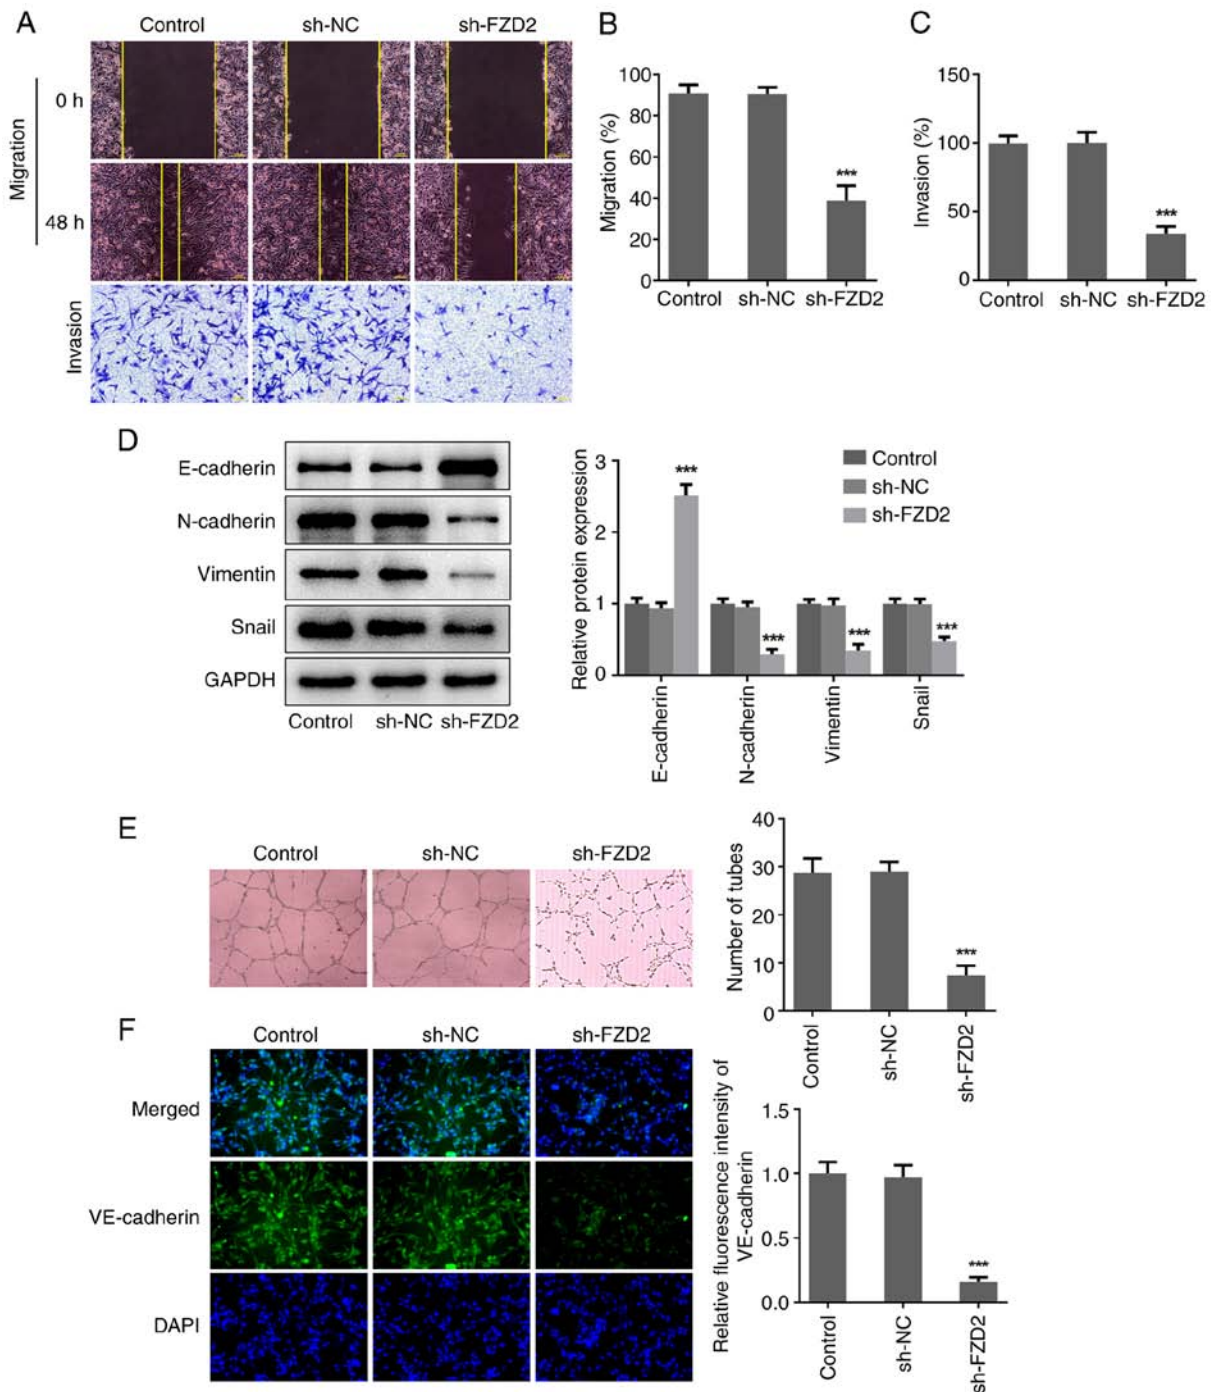 A
Control sh-NC sh-FZD2
Migration
0 h
48 h
Invasion
B
Migration (%)
100
80
60
40
20
0
***
Control sh-NC sh-FZD2
C
Invasion (%)
150
100
50
0
***
Control sh-NC sh-FZD2
D
E-cadherin
N-cadherin
Vimentin
Snail
GAPDH
Control sh-NC sh-FZD2
Relative protein expression
3
2
1
0
***
***
***
***
Control
sh-NC
sh-FZD2
E-cadherin
N-cadherin
Vimentin
Snail
E
Control sh-NC sh-FZD2
Number of tubes
40
30
20
10
0
***
Control
sh-NC
sh-FZD2
F
Control sh-NC sh-FZD2
Merged
VE-cadherin
DAPI
Relative fluorescence intensity of
VE-cadherin
1.5
1.0
0.5
0.0
***
Control
sh-NC
sh-FZD2